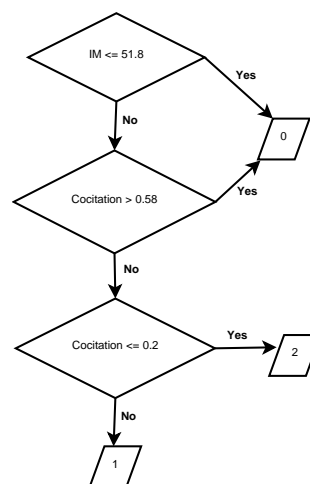 IM <= 51.8
Yes
0
No
Cocitation > 0.58
Yes
No
Cocitation <= 0.2
Yes
2
No
1